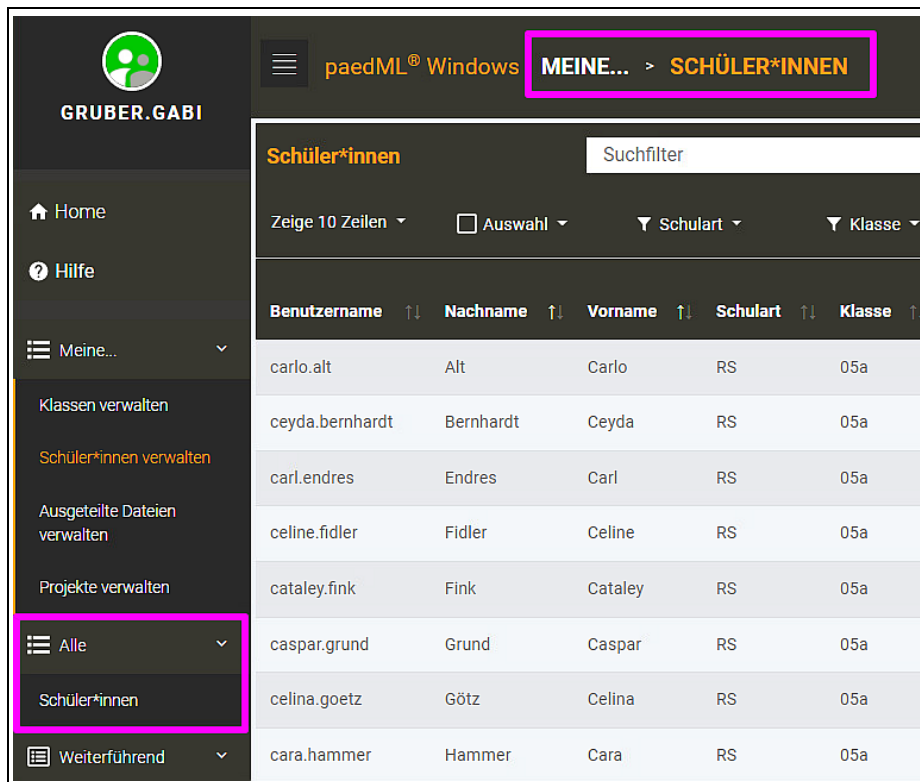 GRUBER.GABI
Home
Hilfe
Meine...
Klassen verwalten
Schüler*innen verwalten
Ausgeteilte Dateien
verwalten
Projekte verwalten
Alle
Schüler*innen
Weiterführend
paedML® Windows MEINE... > SCHÜLER*INNEN
Schüler*innen Suchfilter
Zeige 10 Zeilen Auswahl Schulart Klasse
Benutzername Nachname Vorname Schulart Klasse
carlo.alt Alt Carlo RS 05a
ceyda.bernhardt Bernhardt Ceyda RS 05a
carl.endres Endres Carl RS 05a
celine.fidler Fidler Celine RS 05a
cataley.fink Fink Cataley RS 05a
caspar.grund Grund Caspar RS 05a
celina.goetz Götz Celina RS 05a
cara.hammer Hammer Cara RS 05a